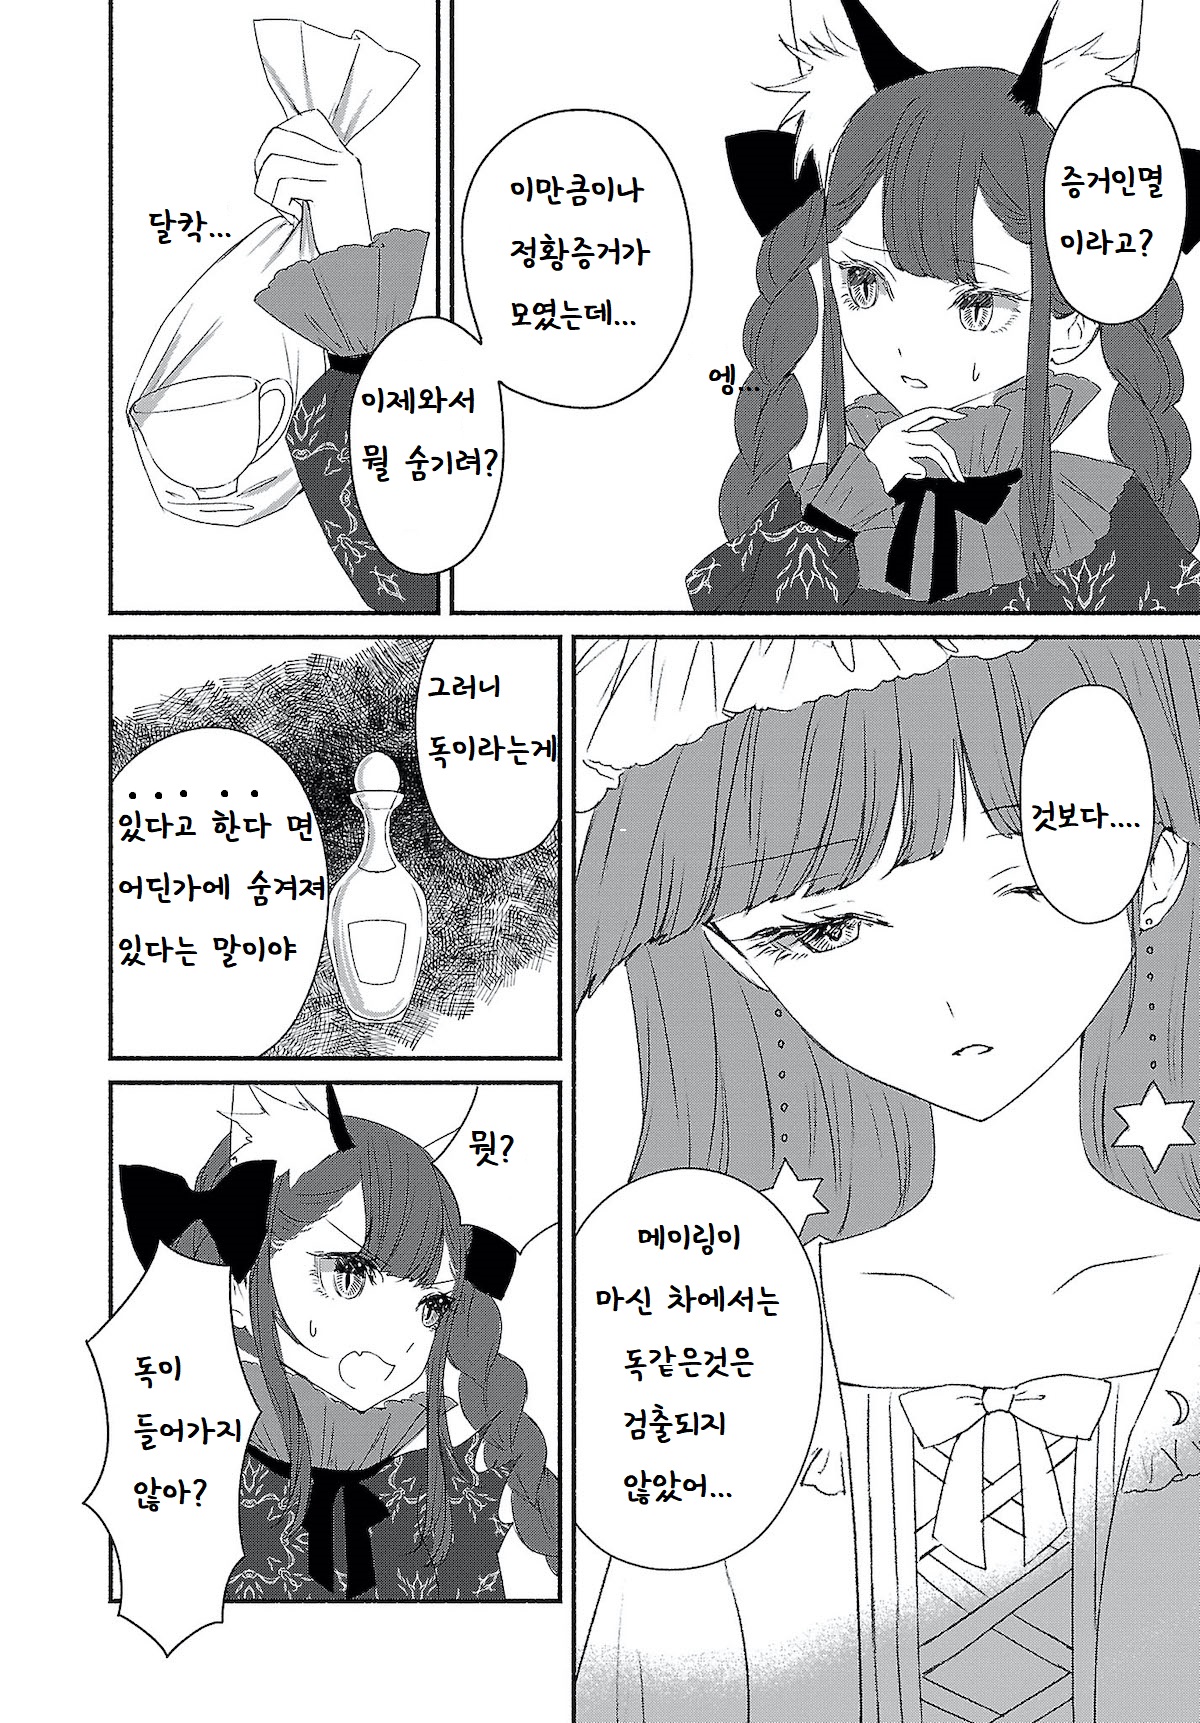 증거인멸
이라고?
엥...
이만큼이나
정황증거가
모였는데...
이제와서
뭘 숨기려?
달칵...
것보다....
메이링이
마신 차에서는
독같은것은
검출되지
않았어...
그러니
독이라는게
있다고 한다 면
어딘가에 숨겨져
있다는 말이야
뭣?
독이
들어가지
않아?